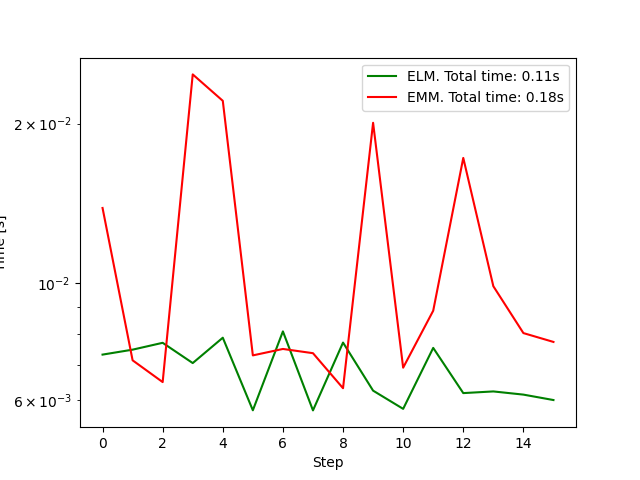 ELM. Total time: 0.11s
EMM. Total time: 0.18s
2 × 10⁻²
10⁻²
6 × 10⁻³
Time [s]
0 2 4 6 8 10 12 14
Step